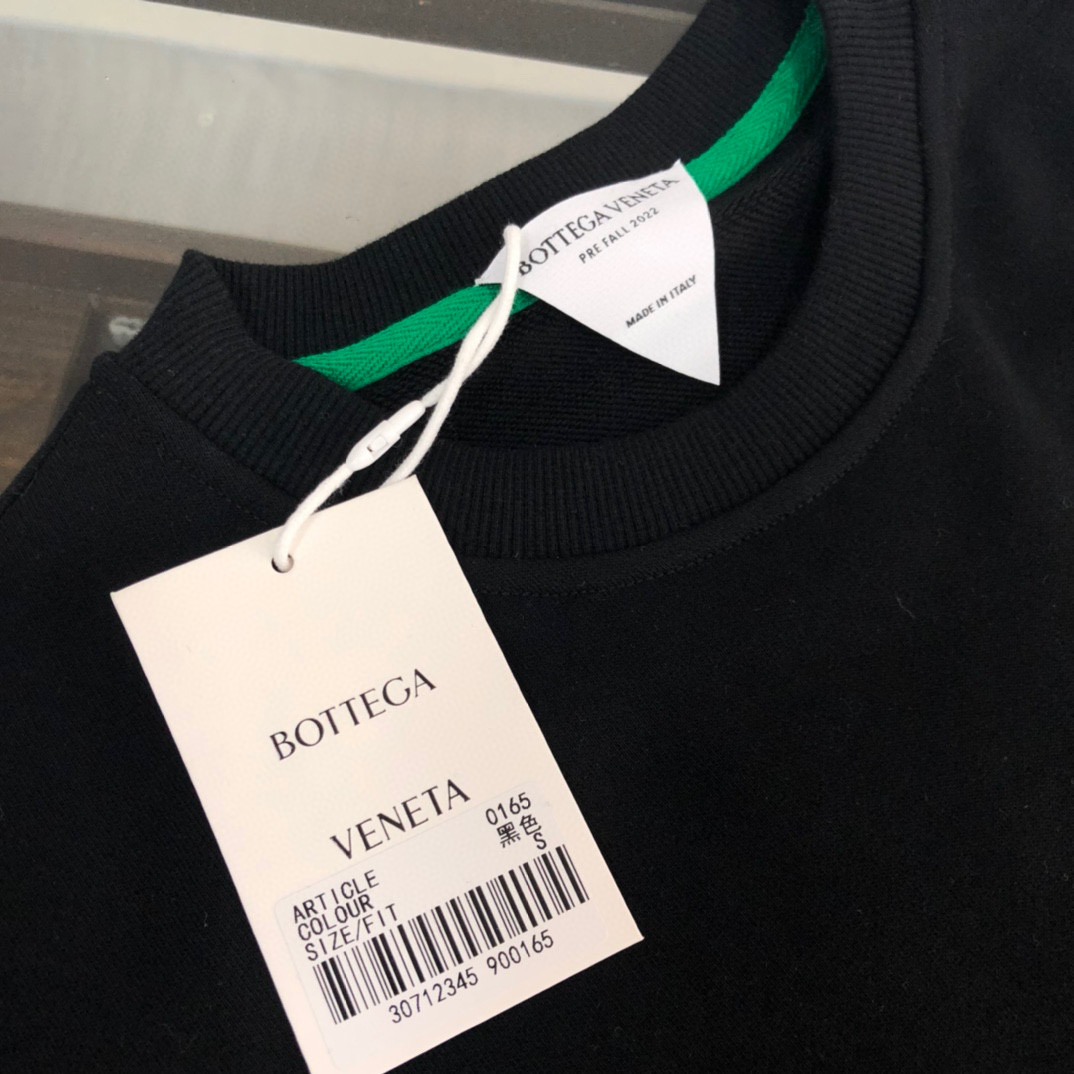 BOTTEGA VENETA
PRE FALL 2022
MADE IN ITALY
BOTTEGA
VENETA
ARTICLE 0165
COLOUR 黑色
SIZE/FIT S
30712345 900165